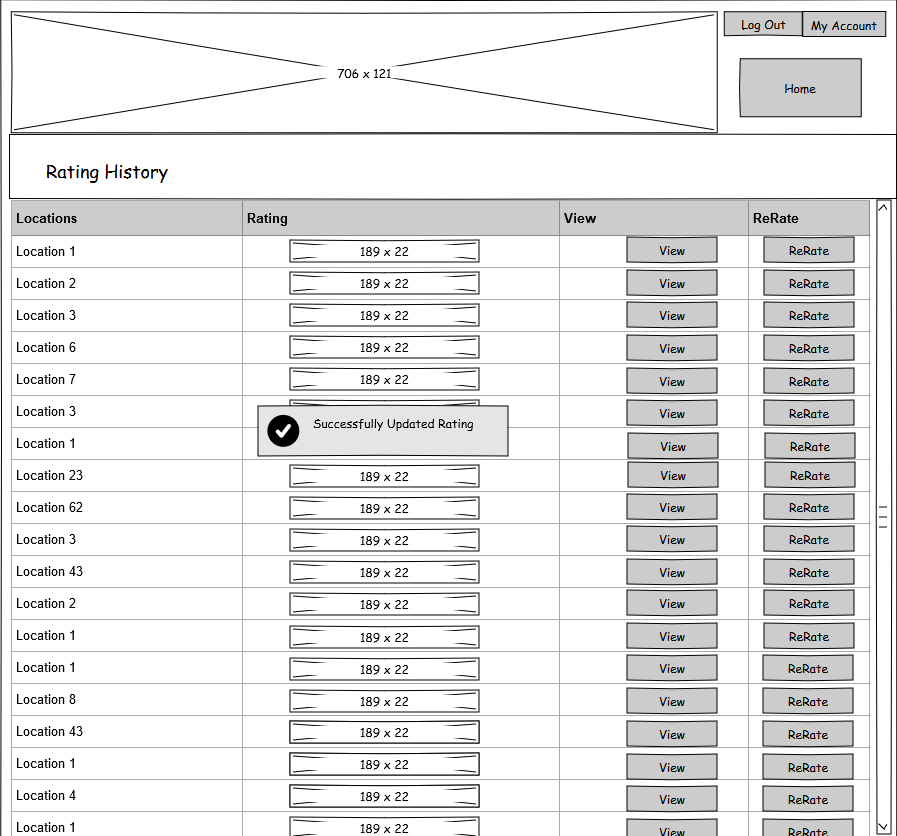 Log Out My Account
706 x 121
Home
Rating History
Locations Rating View ReRate
Location 1 189 x 22 View ReRate
Location 2 189 x 22 View ReRate
Location 3 189 x 22 View ReRate
Location 6 189 x 22 View ReRate
Location 7 189 x 22 View ReRate
Location 3 View ReRate
Successfully Updated Rating
Location 1 View ReRate
Location 23 189 x 22 View ReRate
Location 62 189 x 22 View ReRate
Location 3 189 x 22 View ReRate
Location 43 189 x 22 View ReRate
Location 2 189 x 22 View ReRate
Location 1 189 x 22 View ReRate
Location 1 189 x 22 View ReRate
Location 8 189 x 22 View ReRate
Location 43 189 x 22 View ReRate
Location 1 189 x 22 View ReRate
Location 4 189 x 22 View ReRate
Location 1 189 x 22 View ReRate